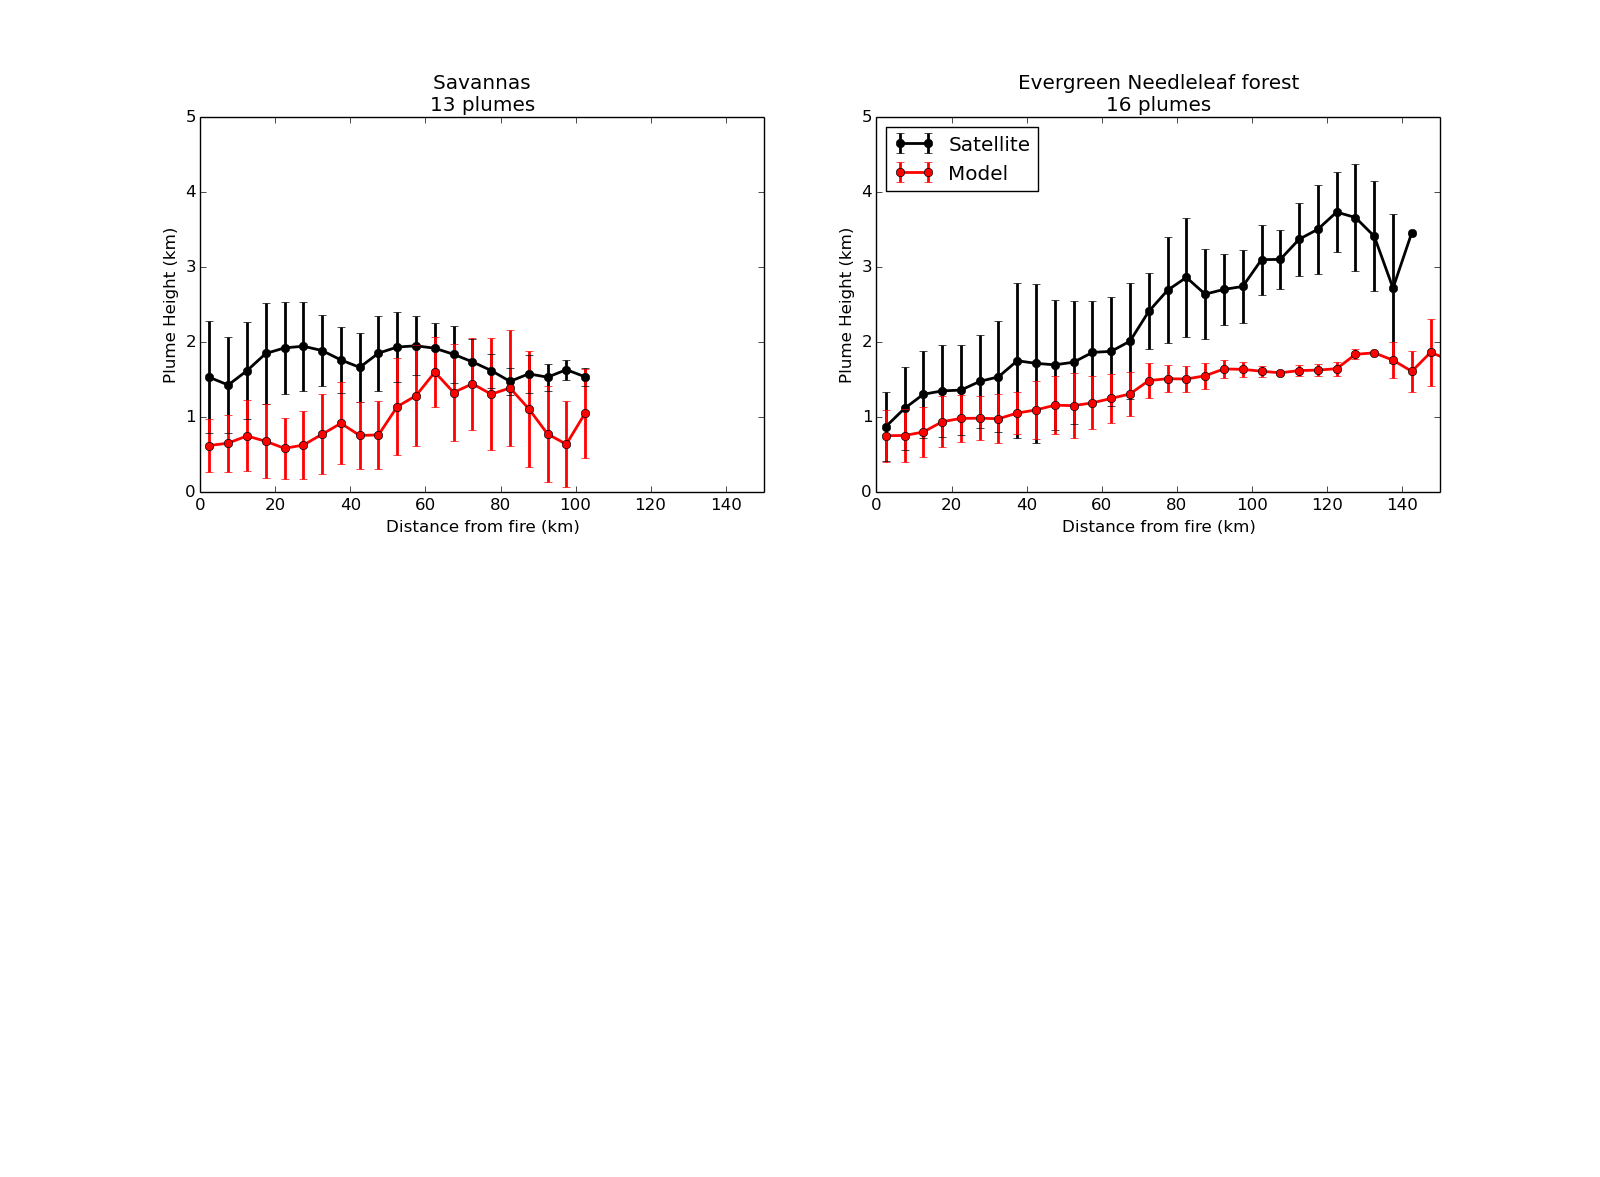 Savannas
13 plumes
Plume Height (km)
5
4
3
2
1
0
0 20 40 60 80 100 120 140
Distance from fire (km)
Evergreen Needleleaf forest
16 plumes
Satellite
Model
Plume Height (km)
5
4
3
2
1
0
0 20 40 60 80 100 120 140
Distance from fire (km)